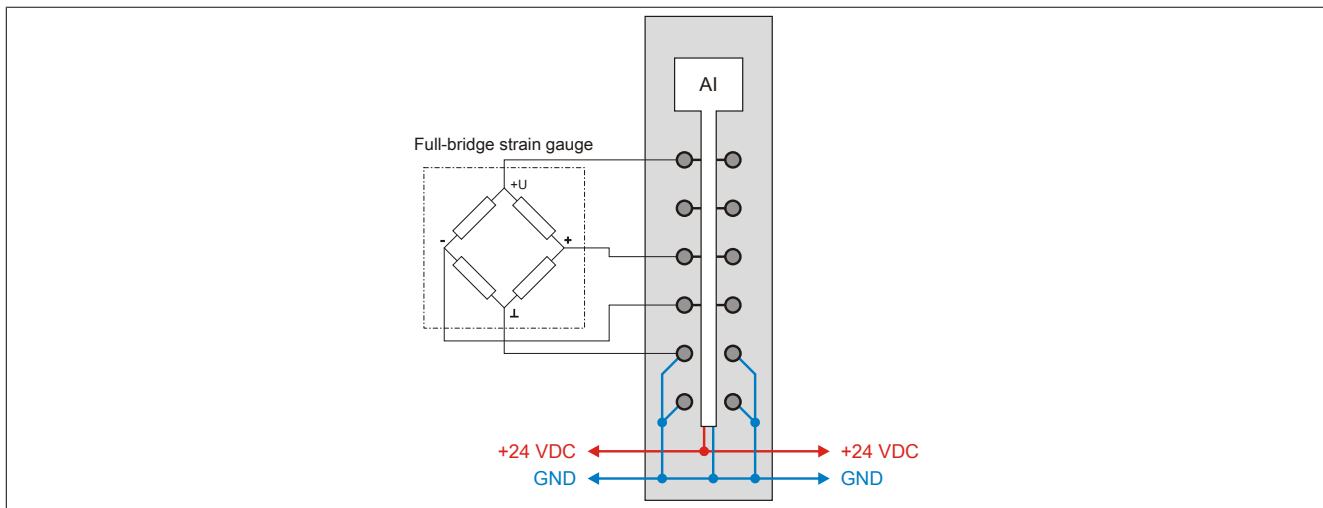 AI
Full-bridge strain gauge
+U
- +
⊥
+24 VDC +24 VDC
GND GND